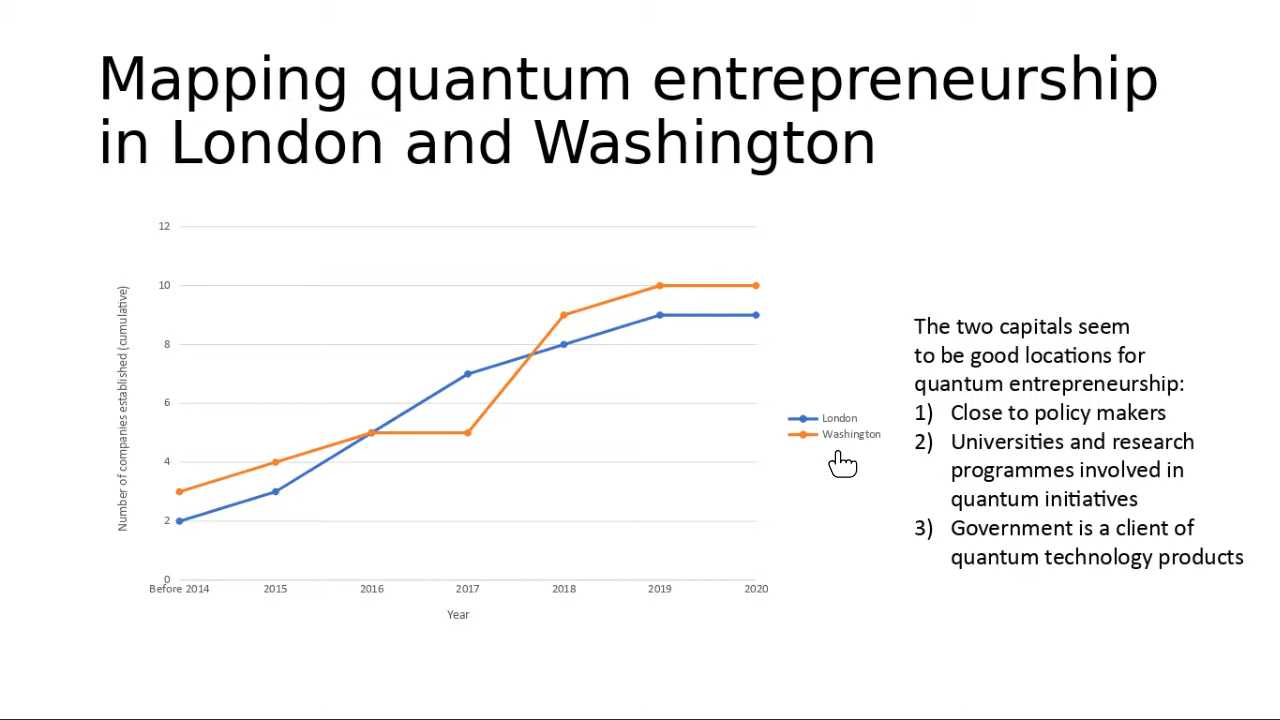 Mapping quantum entrepreneurship
in London and Washington
12
10
8
6
4
2
0
Number of companies established (cumulative)
Before 2014 2015 2016 2017 2018 2019 2020
Year
London
Washington
The two capitals seem
to be good locations for
quantum entrepreneurship:
1) Close to policy makers
2) Universities and research
programmes involved in
quantum initiatives
3) Government is a client of
quantum technology products